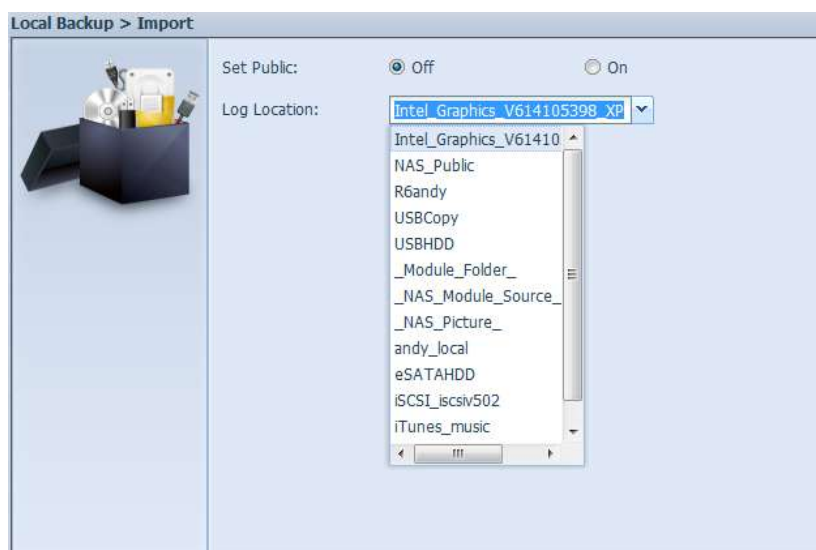 Local Backup > Import
Set Public: Off On
Log Location: Intel_Graphics_V614105398_XP
Intel_Graphics_V61410
NAS_Public
R6andy
USBCopy
USBHDD
_Module_Folder_
_NAS_Module_Source_
_NAS_Picture_
andy_local
eSATAHDD
iSCSI_iscsiv502
iTunes_music